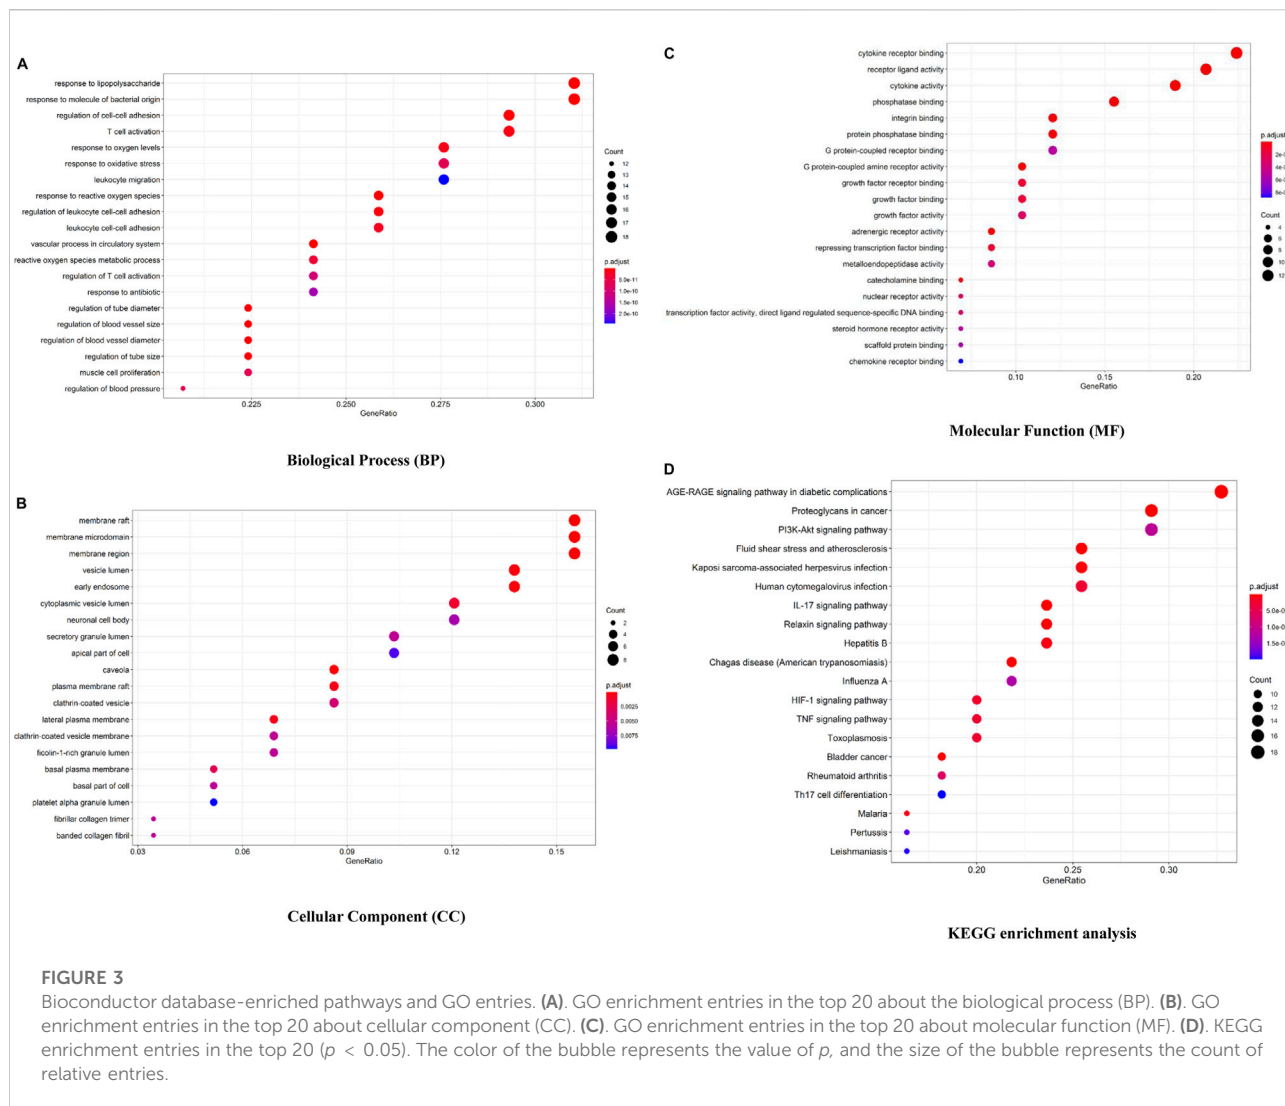 A
response to lipopolysaccharide
response to molecule of bacterial origin
regulation of cell-cell adhesion
T cell activation
response to oxygen levels
response to oxidative stress
leukocyte migration
response to reactive oxygen species
regulation of leukocyte cell-cell adhesion
leukocyte cell-cell adhesion
vascular process in circulatory system
reactive oxygen species metabolic process
regulation of T cell activation
response to antibiotic
regulation of tube diameter
regulation of blood vessel size
regulation of blood vessel diameter
regulation of tube size
muscle cell proliferation
regulation of blood pressure
0.225 0.250 0.275 0.300
GeneRatio
Count
12
13
14
15
16
17
18
p.adjust
5.0e-11
1.0e-10
1.5e-10
2.0e-10
Biological Process (BP)
B
membrane raft
membrane microdomain
membrane region
vesicle lumen
early endosome
cytoplasmic vesicle lumen
neuronal cell body
secretory granule lumen
apical part of cell
caveola
plasma membrane raft
clathrin-coated vesicle
lateral plasma membrane
clathrin-coated vesicle membrane
ficolin-1-rich granule lumen
basal plasma membrane
basal part of cell
platelet alpha granule lumen
fibrillar collagen trimer
banded collagen fibril
0.03 0.06 0.09 0.12 0.15
GeneRatio
Count
2
4
6
8
p.adjust
0.0025
0.0050
0.0075
Cellular Component (CC)
C
cytokine receptor binding
receptor ligand activity
cytokine activity
phosphatase binding
integrin binding
protein phosphatase binding
G protein-coupled receptor binding
G protein-coupled amine receptor activity
growth factor receptor binding
growth factor binding
growth factor activity
adrenergic receptor activity
repressing transcription factor binding
metalloendopeptidase activity
catecholamine binding
nuclear receptor activity
transcription factor activity, direct ligand regulated sequence-specific DNA binding
steroid hormone receptor activity
scaffold protein binding
chemokine receptor binding
0.10 0.15 0.20
GeneRatio
p.adjust
Count
4
6
8
10
12
Molecular Function (MF)
D
AGE-RAGE signaling pathway in diabetic complications
Proteoglycans in cancer
PI3K-Akt signaling pathway
Fluid shear stress and atherosclerosis
Kaposi sarcoma-associated herpesvirus infection
Human cytomegalovirus infection
IL-17 signaling pathway
Relaxin signaling pathway
Hepatitis B
Chagas disease (American trypanosomiasis)
Influenza A
HIF-1 signaling pathway
TNF signaling pathway
Toxoplasmosis
Bladder cancer
Rheumatoid arthritis
Th17 cell differentiation
Malaria
Pertussis
Leishmaniasis
0.20 0.25 0.30
GeneRatio
p.adjust
Count
10
12
14
16
18
KEGG enrichment analysis
FIGURE 3
Bioconductor database-enriched pathways and GO entries. (A). GO enrichment entries in the top 20 about the biological process (BP). (B). GO
enrichment entries in the top 20 about cellular component (CC). (C). GO enrichment entries in the top 20 about molecular function (MF). (D). KEGG
enrichment entries in the top 20 (p < 0.05). The color of the bubble represents the value of p, and the size of the bubble represents the count of
relative entries.